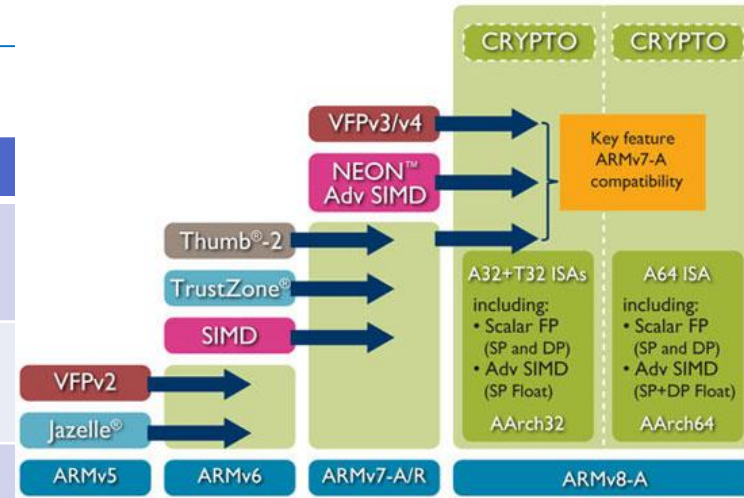 CRYPTO
CRYPTO
VFPv3/v4
Key feature
ARMv7-A
compatibility
NEON™
Adv SIMD
Thumb®-2
TrustZone®
SIMD
A32+T32 ISAs
including:
• Scalar FP
(SP and DP)
• Adv SIMD
(SP Float)
AArch32
A64 ISA
including:
• Scalar FP
(SP and DP)
• Adv SIMD
(SP+DP Float)
AArch64
VFPv2
Jazelle®
ARMv5
ARMv6
ARMv7-A/R
ARMv8-A